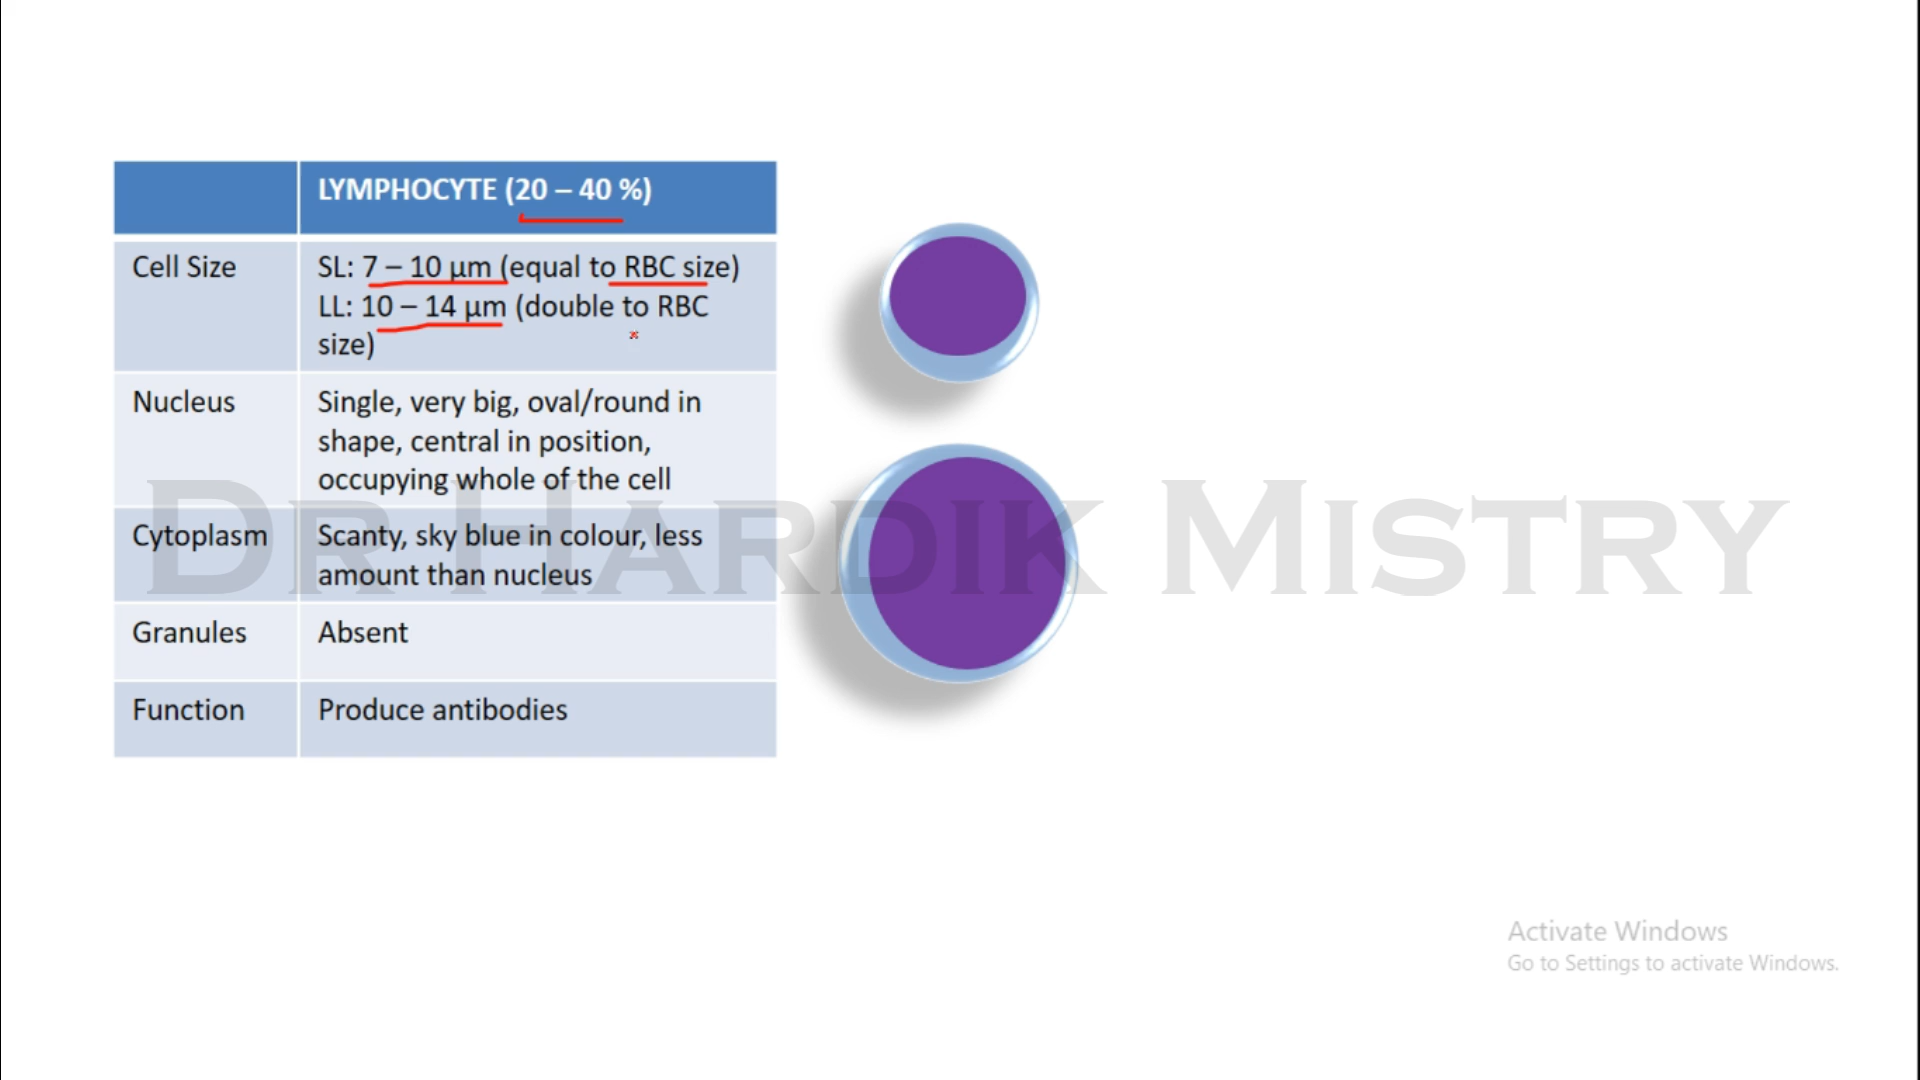 LYMPHOCYTE (20 – 40 %)
Cell Size
SL: 7 – 10 µm (equal to RBC size)
LL: 10 – 14 µm (double to RBC
size)
Nucleus
Single, very big, oval/round in
shape, central in position,
occupying whole of the cell
Cytoplasm
Scanty, sky blue in colour, less
amount than nucleus
Granules
Absent
Function
Produce antibodies
DR HARDIK MISTRY
Activate Windows
Go to Settings to activate Windows.